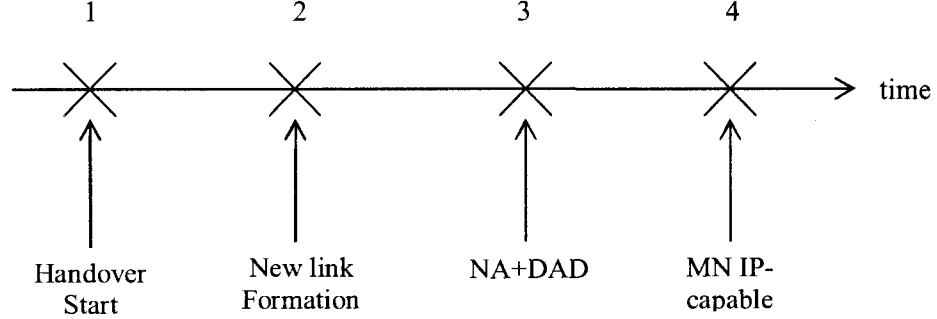 1 2 3 4
time
Handover
Start
New link
Formation
NA+DAD
MN IP-
capable